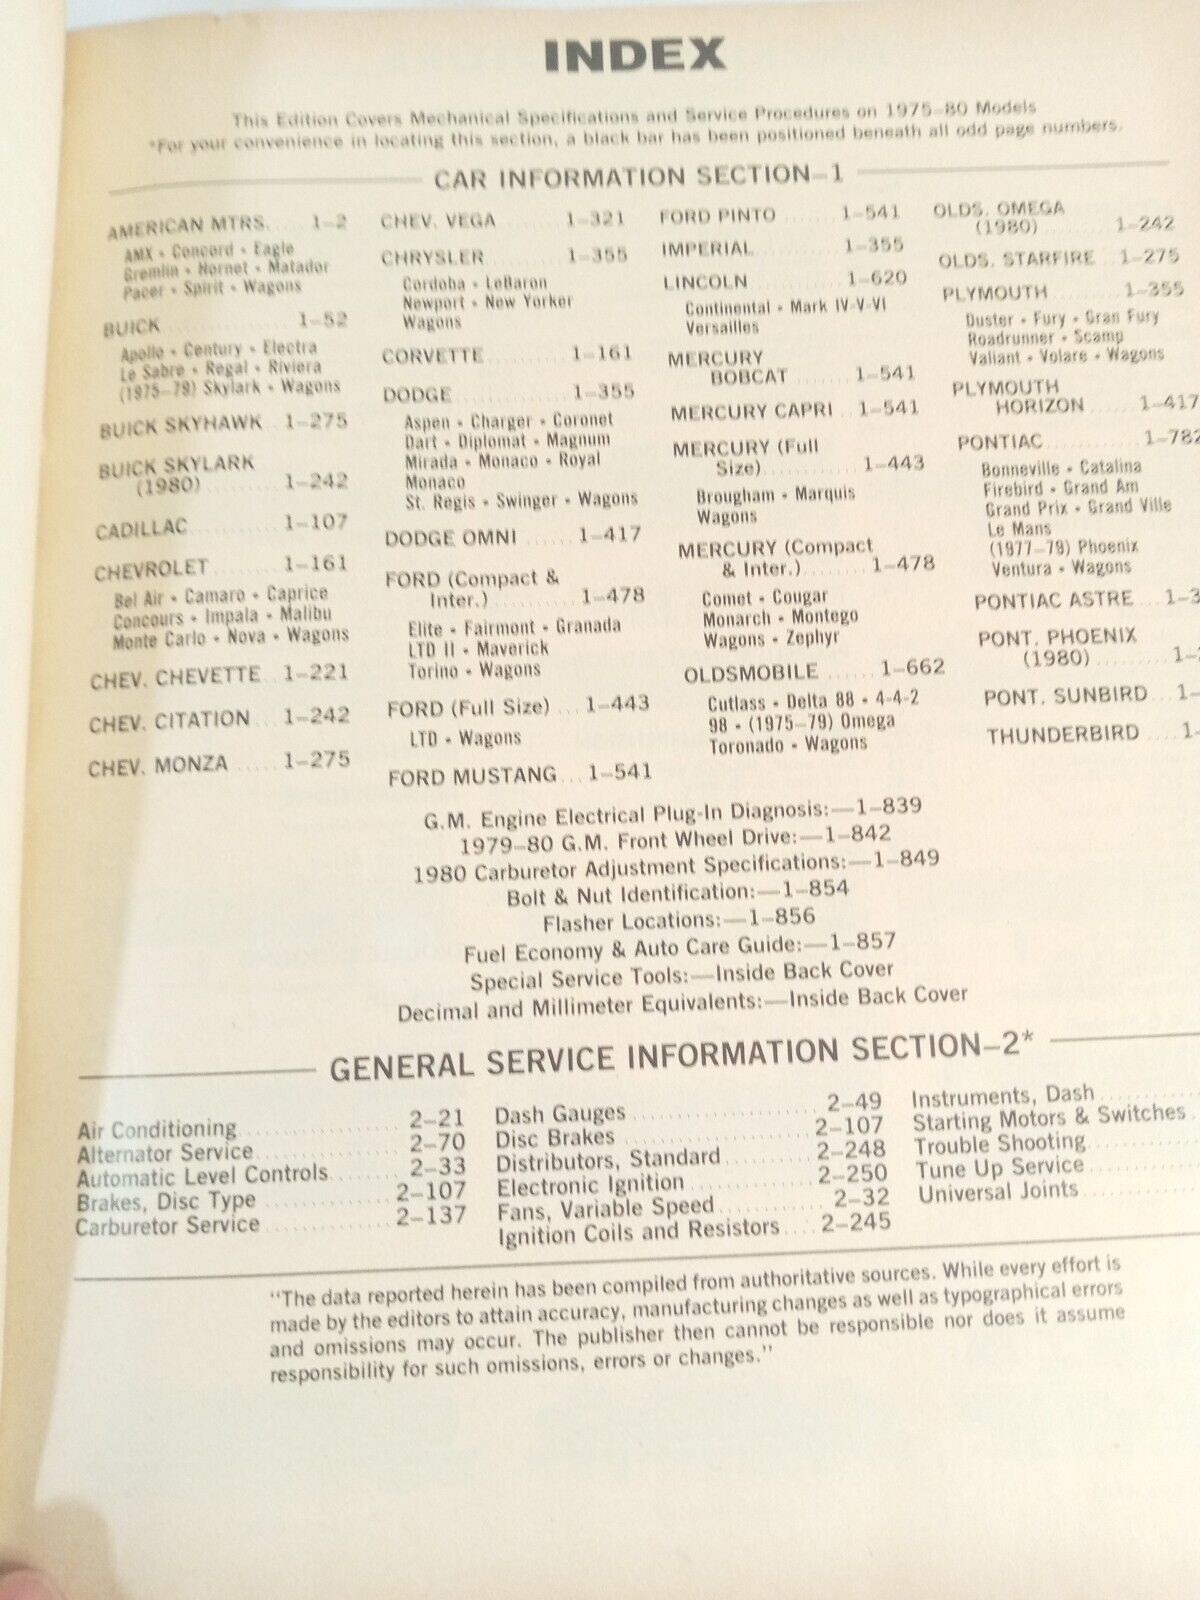 INDEX
This Edition Covers Mechanical Specifications and Service Procedures on 1975–80 Models
*For your convenience in locating this section, a black bar has been positioned beneath all odd page numbers.
CAR INFORMATION SECTION–1
AMERICAN MTRS. 1–2
AMX • Concord • Eagle
Gremlin • Hornet • Matador
Pacer • Spirit • Wagons
BUICK 1–52
Apollo • Century • Electra
Le Sabre • Regal • Riviera
(1975–79) Skylark • Wagons
BUICK SKYHAWK 1–275
BUICK SKYLARK
(1980) 1–242
CADILLAC 1–107
CHEVROLET 1–161
Bel Air • Camaro • Caprice
Concours • Impala • Malibu
Monte Carlo • Nova • Wagons
CHEV. CHEVETTE 1–221
CHEV. CITATION 1–242
CHEV. MONZA 1–275
CHEV. VEGA 1–321
CHRYSLER 1–355
Cordoba • LeBaron
Newport • New Yorker
Wagons
CORVETTE 1–161
DODGE 1–355
Aspen • Charger • Coronet
Dart • Diplomat • Magnum
Mirada • Monaco • Royal
Monaco
St. Regis • Swinger • Wagons
DODGE OMNI 1–417
FORD (Compact &
Inter.) 1–478
Elite • Fairmont • Granada
LTD II • Maverick
Torino • Wagons
FORD (Full Size) 1–443
LTD • Wagons
FORD MUSTANG 1–541
FORD PINTO 1–541
IMPERIAL 1–355
LINCOLN 1–620
Continental • Mark IV-V-VI
Versailles
MERCURY
BOBCAT 1–541
MERCURY CAPRI 1–541
MERCURY (Full
Size) 1–443
Brougham • Marquis
Wagons
MERCURY (Compact
& Inter.) 1–478
Comet • Cougar
Monarch • Montego
Wagons • Zephyr
OLDSMOBILE 1–662
Cutlass • Delta 88 • 4-4-2
98 • (1975–79) Omega
Toronado • Wagons
OLDS. OMEGA
(1980) 1–242
OLDS. STARFIRE 1–275
PLYMOUTH 1–355
Duster • Fury • Gran Fury
Roadrunner • Scamp
Valiant • Volare • Wagons
PLYMOUTH
HORIZON 1–417
PONTIAC 1–782
Bonneville • Catalina
Firebird • Grand Am
Grand Prix • Grand Ville
Le Mans
(1977–79) Phoenix
Ventura • Wagons
PONTIAC ASTRE 1–3
PONT. PHOENIX
(1980) 1–
PONT. SUNBIRD 1–
THUNDERBIRD 1–
G.M. Engine Electrical Plug-In Diagnosis:—1–839
1979–80 G.M. Front Wheel Drive:—1–842
1980 Carburetor Adjustment Specifications:—1–849
Bolt & Nut Identification:—1–854
Flasher Locations:—1–856
Fuel Economy & Auto Care Guide:—1–857
Special Service Tools:—Inside Back Cover
Decimal and Millimeter Equivalents:—Inside Back Cover
GENERAL SERVICE INFORMATION SECTION–2*
Air Conditioning 2–21
Alternator Service 2–70
Automatic Level Controls 2–33
Brakes, Disc Type 2–107
Carburetor Service 2–137
Dash Gauges 2–49
Disc Brakes 2–107
Distributors, Standard 2–248
Electronic Ignition 2–250
Fans, Variable Speed 2–32
Ignition Coils and Resistors 2–245
Instruments, Dash
Starting Motors & Switches
Trouble Shooting
Tune Up Service
Universal Joints
"The data reported herein has been compiled from authoritative sources. While every effort is
made by the editors to attain accuracy, manufacturing changes as well as typographical errors
and omissions may occur. The publisher then cannot be responsible nor does it assume
responsibility for such omissions, errors or changes."